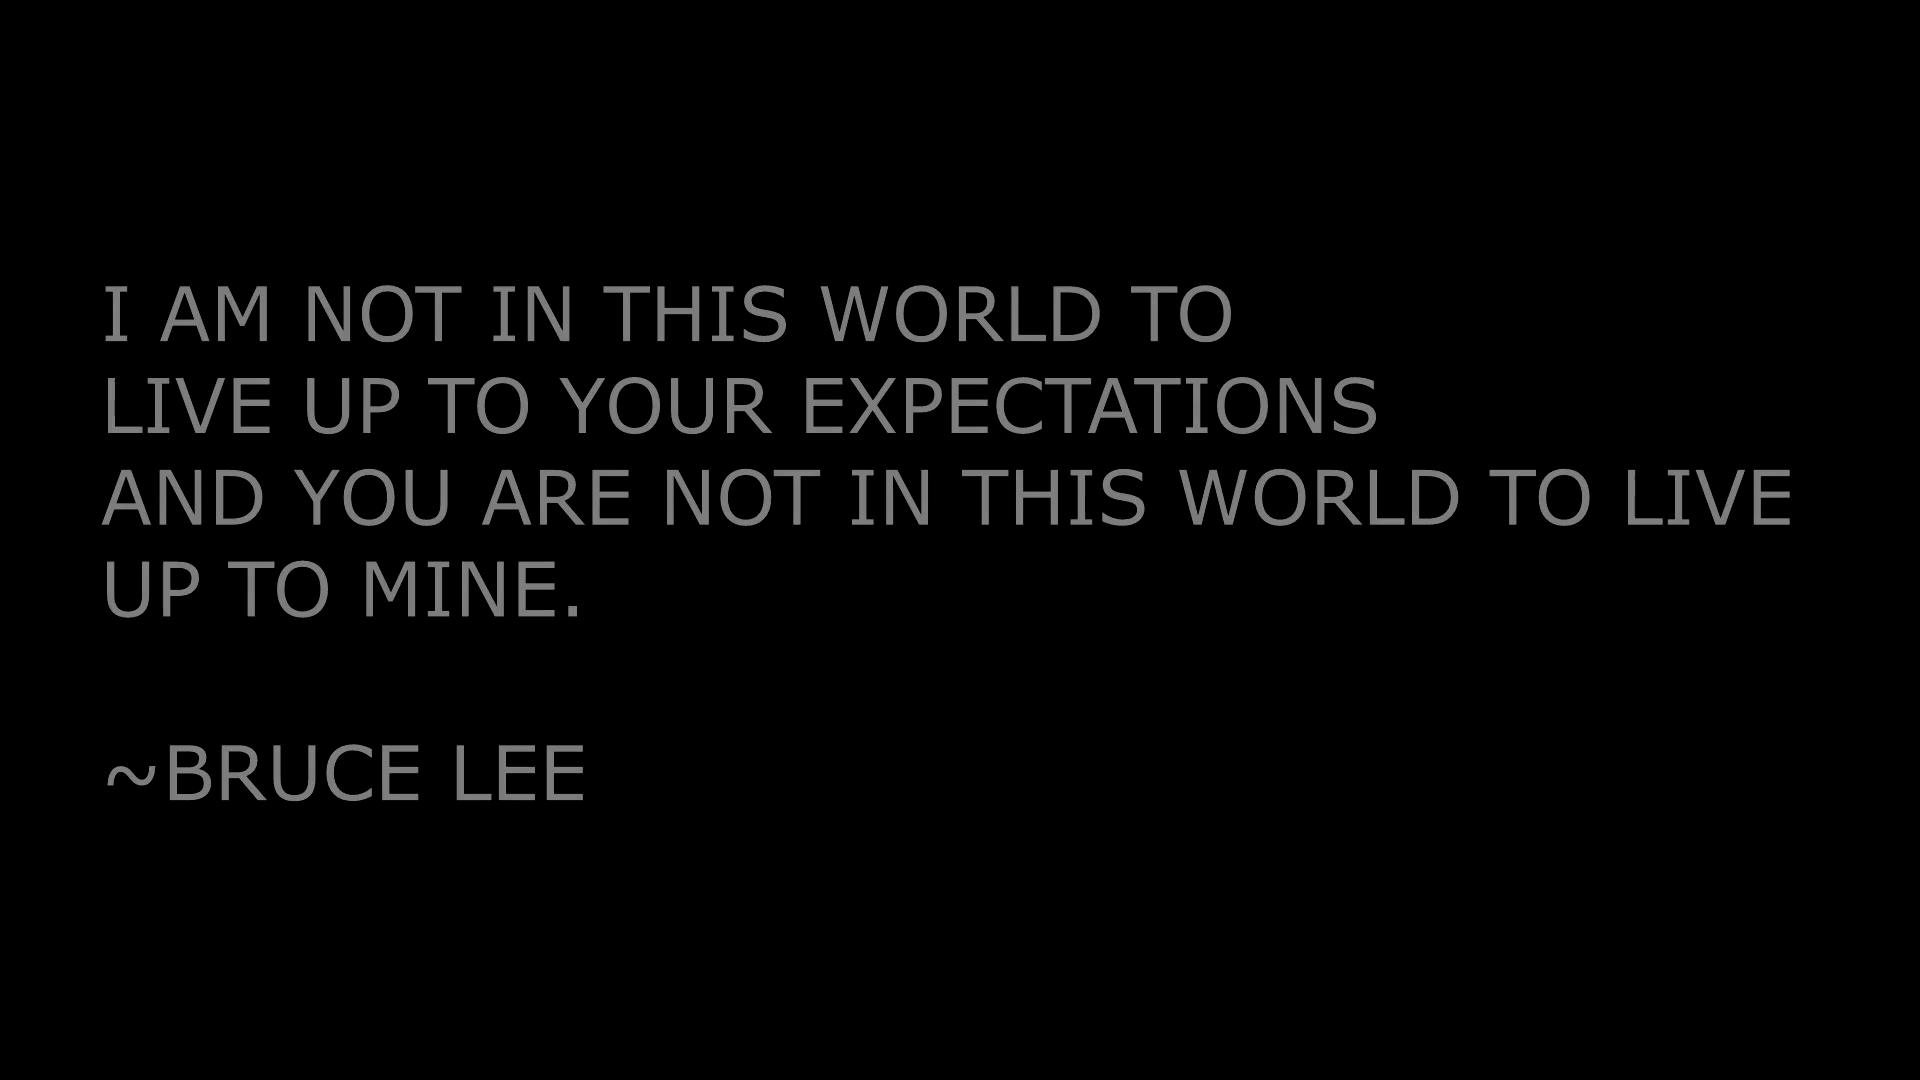 I AM NOT IN THIS WORLD TO
LIVE UP TO YOUR EXPECTATIONS
AND YOU ARE NOT IN THIS WORLD TO LIVE
UP TO MINE.
~BRUCE LEE